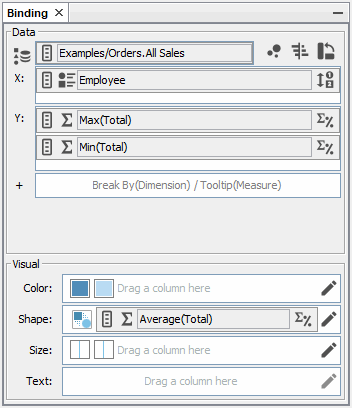 Binding
Data
Examples/Orders.All Sales
X:
Employee
Y:
Max(Total)
Min(Total)
+
Break By(Dimension) / Tooltip(Measure)
Visual
Color:
Drag a column here
Shape:
Average(Total)
Size:
Drag a column here
Text:
Drag a column here